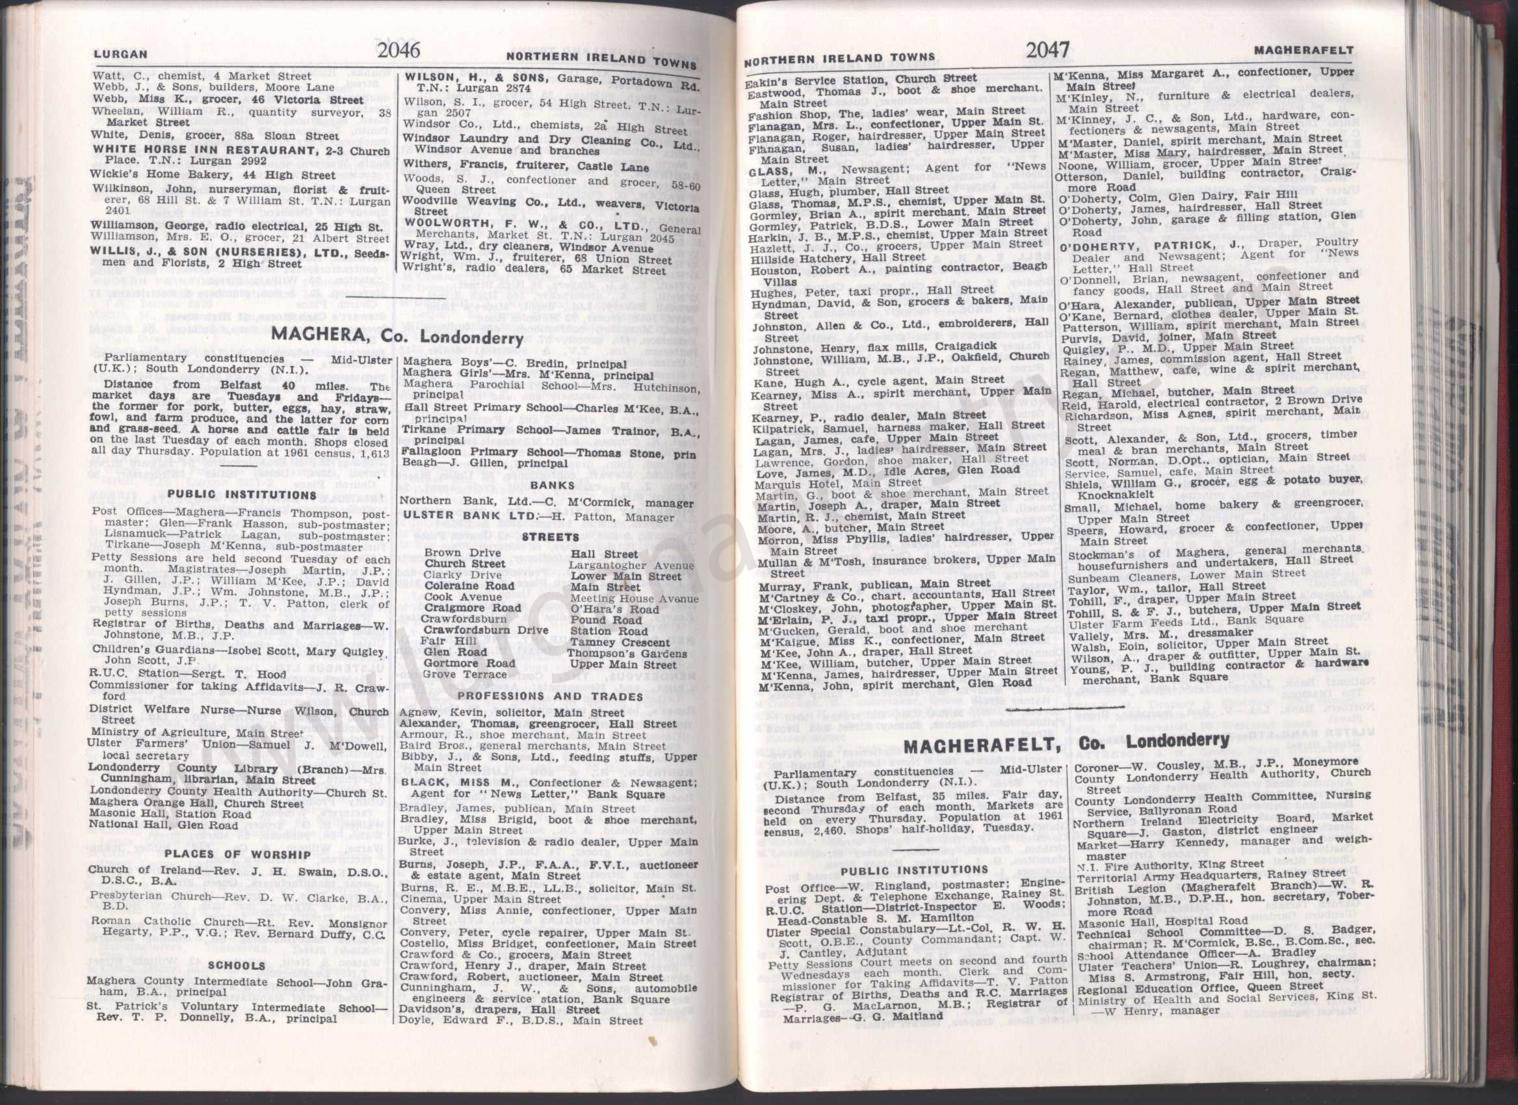 LURGAN
2046
NORTHERN IRELAND TOWNS
Watt, C., chemist, 4 Market Street
Webb, J., & Sons, builders, Moore Lane
Webb, Miss K., grocer, 46 Victoria Street
Wheelan, William R., quantity surveyor, 38
Market Street
White, Denis, grocer, 88a Sloan Street
WHITE HORSE INN RESTAURANT, 2-3 Church
Place. T.N.: Lurgan 2992
Wickie's Home Bakery, 44 High Street
Wilkinson, John, nurseryman, florist & fruit-
erer, 68 Hill St. & 7 William St. T.N.: Lurgan
2401
Williamson, George, radio electrical, 25 High St.
Williamson, Mrs. E. O., grocer, 21 Albert Street
WILLIS, J., & SON (NURSERIES), LTD., Seeds-
men and Florists, 2 High Street
WILSON, H., & SONS, Garage, Portadown Rd.
T.N.: Lurgan 2874
Wilson, S. I., grocer, 54 High Street. T.N.: Lur-
gan 2507
Windsor Co., Ltd., chemists, 2a High Street
Windsor Laundry and Dry Cleaning Co., Ltd.,
Windsor Avenue and branches
Withers, Francis, fruiterer, Castle Lane
Woods, S. J., confectioner and grocer, 58-60
Queen Street
Woodville Weaving Co., Ltd., weavers, Victoria
Street
WOOLWORTH, F. W., & CO., LTD., General
Merchants, Market St. T.N.: Lurgan 2045
Wray, Ltd., dry cleaners, Windsor Avenue
Wright, Wm. J., fruiterer, 68 Union Street
Wright's, radio dealers, 65 Market Street
MAGHERA, Co. Londonderry
Parliamentary constituencies — Mid-Ulster
(U.K.); South Londonderry (N.I.).
Distance from Belfast 40 miles. The
market days are Tuesdays and Fridays—
the former for pork, butter, eggs, hay, straw,
fowl, and farm produce, and the latter for corn
and grass-seed. A horse and cattle fair is held
on the last Tuesday of each month. Shops closed
all day Thursday. Population at 1961 census, 1,613
PUBLIC INSTITUTIONS
Post Offices—Maghera—Francis Thompson, post-
master; Glen—Frank Hasson, sub-postmaster;
Lisnamuck—Patrick Lagan, sub-postmaster;
Tirkane—Joseph M'Kenna, sub-postmaster
Petty Sessions are held second Tuesday of each
month. Magistrates—Joseph Martin, J.P.;
J. Gillen, J.P.; William M'Kee, J.P.; David
Hyndman, J.P.; Wm. Johnstone, M.B., J.P.;
Joseph Burns, J.P.; T. V. Patton, clerk of
petty sessions
Registrar of Births, Deaths and Marriages—W.
Johnstone, M.B., J.P.
Children's Guardians—Isobel Scott, Mary Quigley,
John Scott, J.P.
R.U.C. Station—Sergt. T. Hood
Commissioner for taking Affidavits—J. R. Craw-
ford
District Welfare Nurse—Nurse Wilson, Church
Street
Ministry of Agriculture, Main Street
Ulster Farmers' Union—Samuel J. M'Dowell,
local secretary
Londonderry County Library (Branch)—Mrs.
Cunningham, librarian, Main Street
Londonderry County Health Authority—Church St.
Maghera Orange Hall, Church Street
Masonic Hall, Station Road
National Hall, Glen Road
PLACES OF WORSHIP
Church of Ireland—Rev. J. H. Swain, D.S.O.,
D.S.C., B.A.
Presbyterian Church—Rev. D. W. Clarke, B.A.,
B.D.
Roman Catholic Church—Rt. Rev. Monsignor
Hegarty, P.P., V.G.; Rev. Bernard Duffy, C.C.
SCHOOLS
Maghera County Intermediate School—John Gra-
ham, B.A., principal
St. Patrick's Voluntary Intermediate School—
Rev. T. P. Donnelly, B.A., principal
Maghera Boys'—C. Bredin, principal
Maghera Girls'—Mrs. M'Kenna, principal
Maghera Parochial School—Mrs. Hutchinson,
principal
Hall Street Primary School—Charles M'Kee, B.A.,
principal
Tirkane Primary School—James Trainor, B.A.,
principal
Fallagloon Primary School—Thomas Stone, prin
Beagh—J. Gillen, principal
BANKS
Northern Bank, Ltd.—C. M'Cormick, manager
ULSTER BANK LTD.—H. Patton, Manager
STREETS
Brown Drive
Church Street
Clarky Drive
Coleraine Road
Cook Avenue
Craigmore Road
Crawfordsburn
Crawfordsburn Drive
Fair Hill
Glen Road
Gortmore Road
Grove Terrace
Hall Street
Largantogher Avenue
Lower Main Street
Main Street
Meeting House Avenue
O'Hara's Road
Pound Road
Station Road
Tamney Crescent
Thompson's Gardens
Upper Main Street
PROFESSIONS AND TRADES
Agnew, Kevin, solicitor, Main Street
Alexander, Thomas, greengrocer, Hall Street
Armour, R., shoe merchant, Main Street
Baird Bros., general merchants, Main Street
Bibby, J., & Sons, Ltd., feeding stuffs, Upper
Main Street
BLACK, MISS M., Confectioner & Newsagent;
Agent for "News Letter," Bank Square
Bradley, James, publican, Main Street
Bradley, Miss Brigid, boot & shoe merchant,
Upper Main Street
Burke, J., television & radio dealer, Upper Main
Street
Burns, Joseph, J.P., F.A.A., F.V.I., auctioneer
& estate agent, Main Street
Burns, R. E., M.B.E., LL.B., solicitor, Main St.
Cinema, Upper Main Street
Convery, Miss Annie, confectioner, Upper Main
Street
Convery, Peter, cycle repairer, Upper Main St.
Costello, Miss Bridget, confectioner, Main Street
Crawford & Co., grocers, Main Street
Crawford, Henry J., draper, Main Street
Crawford, Robert, auctioneer, Main Street
Cunningham, J. W., & Sons, automobile
engineers & service station, Bank Square
Davidson's, drapers, Hall Street
Doyle, Edward F., B.D.S., Main Street
NORTHERN IRELAND TOWNS
2047
MAGHERAFELT
Eakin's Service Station, Church Street
Eastwood, Thomas J., boot & shoe merchant.
Main Street
Fashion Shop, The, ladies' wear, Main Street
Flanagan, Mrs. L., confectioner, Upper Main St.
Flanagan, Roger, hairdresser, Upper Main Street
Flanagan, Susan, ladies' hairdresser, Upper
Main Street
GLASS, M., Newsagent; Agent for "News
Letter," Main Street
Glass, Hugh, plumber, Hall Street
Glass, Thomas, M.P.S., chemist, Upper Main St.
Gormley, Brian A., spirit merchant. Main Street
Gormley, Patrick, B.D.S., Lower Main Street
Harkin, J. B., M.P.S., chemist, Upper Main Street
Hazlett, J. J., Co., grocers, Upper Main Street
Hillside Hatchery, Hall Street
Houston, Robert A., painting contractor, Beagh
Villas
Hughes, Peter, taxi propr., Hall Street
Hyndman, David, & Son, grocers & bakers, Main
Street
Johnston, Allen & Co., Ltd., embroiderers, Hall
Street
Johnstone, Henry, flax mills, Craigadick
Johnstone, William, M.B., J.P., Oakfield, Church
Street
Kane, Hugh A., cycle agent, Main Street
Kearney, Miss A., spirit merchant, Upper Main
Street
Kearney, P., radio dealer, Main Street
Kilpatrick, Samuel, harness maker, Hall Street
Lagan, James, cafe, Upper Main Street
Lagan, Mrs. J., ladies' hairdresser, Main Street
Lawrence, Gordon, shoe maker, Hall Street
Love, James, M.D., Idle Acres, Glen Road
Marquis Hotel, Main Street
Martin, G., boot & shoe merchant, Main Street
Martin, Joseph A., draper, Main Street
Martin, R. J., chemist, Main Street
Moore, A., butcher, Main Street
Morron, Miss Phyllis, ladies' hairdresser, Upper
Main Street
Mullan & M'Tosh, insurance brokers, Upper Main
Street
Murray, Frank, publican, Main Street
M'Cartney & Co., chart. accountants, Hall Street
M'Closkey, John, photographer, Upper Main St.
M'Erlain, P. J., taxi propr., Upper Main Street
M'Gucken, Gerald, boot and shoe merchant
M'Kaigue, Miss K., confectioner, Main Street
M'Kee, John A., draper, Hall Street
M'Kee, William, butcher, Upper Main Street
M'Kenna, James, hairdresser, Upper Main Street
M'Kenna, John, spirit merchant, Glen Road
M'Kenna, Miss Margaret A., confectioner, Upper
Main Street
M'Kinley, N., furniture & electrical dealers,
Main Street
M'Kinney, J. C., & Son, Ltd., hardware, con-
fectioners & newsagents, Main Street
M'Master, Daniel, spirit merchant, Main Street
M'Master, Miss Mary, hairdresser, Main Street
Noone, William, grocer, Upper Main Street
Otterson, Daniel, building contractor, Craig-
more Road
O'Doherty, Colm, Glen Dairy, Fair Hill
O'Doherty, James, hairdresser, Hall Street
O'Doherty, John, garage & filling station, Glen
Road
O'DOHERTY, PATRICK, J., Draper, Poultry
Dealer and Newsagent; Agent for "News
Letter," Hall Street
O'Donnell, Brian, newsagent, confectioner and
fancy goods, Hall Street and Main Street
O'Hara, Alexander, publican, Upper Main Street
O'Kane, Bernard, clothes dealer, Upper Main St.
Patterson, William, spirit merchant, Main Street
Purvis, David, joiner, Main Street
Quigley, P., M.D., Upper Main Street
Rainey, James, commission agent, Hall Street
Regan, Matthew, cafe, wine & spirit merchant,
Hall Street
Regan, Michael, butcher, Main Street
Reid, Harold, electrical contractor, 2 Brown Drive
Richardson, Miss Agnes, spirit merchant, Main
Street
Scott, Alexander, & Son, Ltd., grocers, timber
meal & bran merchants, Main Street
Scott, Norman, D.Opt., optician, Main Street
Service, Samuel, cafe, Main Street
Shiels, William G., grocer, egg & potato buyer,
Knocknakielt
Small, Michael, home bakery & greengrocer,
Upper Main Street
Speers, Howard, grocer & confectioner, Upper
Main Street
Stockman's of Maghera, general merchants,
housefurnishers and undertakers, Hall Street
Sunbeam Cleaners, Lower Main Street
Taylor, Wm., tailor, Hall Street
Tohill, F., draper, Upper Main Street
Tohill, S. & F. J., butchers, Upper Main Street
Ulster Farm Feeds Ltd., Bank Square
Vallely, Mrs. M., dressmaker
Walsh, Eoin, solicitor, Upper Main Street
Wilson, A., draper & outfitter, Upper Main St.
Young, P. J., building contractor & hardware
merchant, Bank Square
MAGHERAFELT, Co. Londonderry
Parliamentary constituencies — Mid-Ulster
(U.K.); South Londonderry (N.I.).
Distance from Belfast, 35 miles. Fair day,
second Thursday of each month. Markets are
held on every Thursday. Population at 1961
census, 2,460. Shops' half-holiday, Tuesday.
PUBLIC INSTITUTIONS
Post Office—W. Ringland, postmaster; Engine-
ering Dept. & Telephone Exchange, Rainey St.
R.U.C. Station—District-Inspector E. Woods;
Head-Constable S. M. Hamilton
Ulster Special Constabulary—Lt.-Col, R. W. H.
Scott, O.B.E., County Commandant; Capt. W.
J. Cantley, Adjutant
Petty Sessions Court meets on second and fourth
Wednesdays each month. Clerk and Com-
missioner for Taking Affidavits—T. V. Patton
Registrar of Births, Deaths and R.C. Marriages
—P. G. MacLarnon, M.B.; Registrar of
Marriages—G. G. Maitland
Coroner—W. Cousley, M.B., J.P., Moneymore
County Londonderry Health Authority, Church
Street
County Londonderry Health Committee, Nursing
Service, Ballyronan Road
Northern Ireland Electricity Board, Market
Square—J. Gaston, district engineer
Market—Harry Kennedy, manager and weigh-
master
N.I. Fire Authority, King Street
Territorial Army Headquarters, Rainey Street
British Legion (Magherafelt Branch)—W. R.
Johnston, M.B., D.P.H., hon. secretary, Tober-
more Road
Masonic Hall, Hospital Road
Technical School Committee—D. S. Badger,
chairman; R. M'Cormick, B.Sc., B.Com.Sc., sec.
School Attendance Officer—A. Bradley
Ulster Teachers' Union—R. Loughrey, chairman;
Miss S. Armstrong, Fair Hill, hon, secty.
Regional Education Office, Queen Street
Ministry of Health and Social Services, King St.
—W Henry, manager